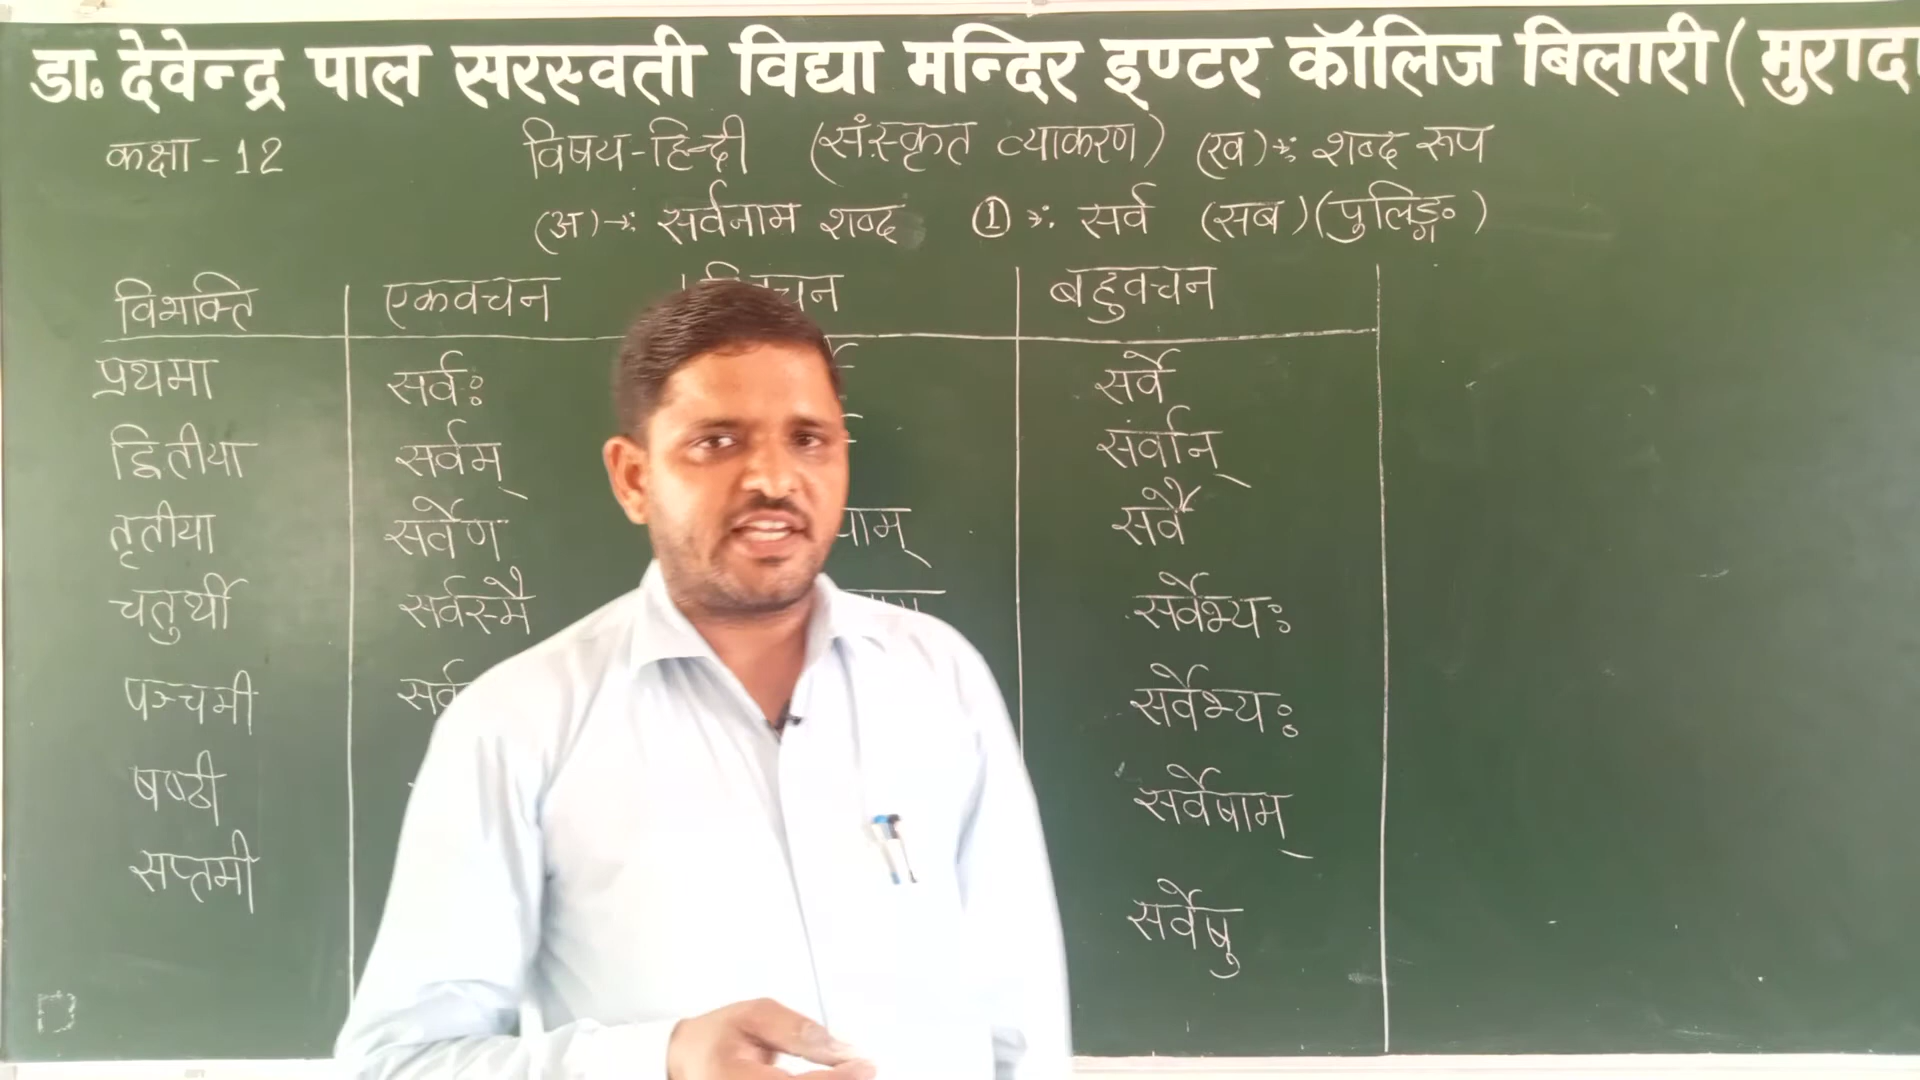 डा. देवेन्द्र पाल सरस्वती विद्या मन्दिर इण्टर कॉलिज बिलारी (
कक्षा - 12 विषय-हिन्दी (संस्कृत व्याकरण) (ख)→: शब्द रूप
(अ)→: सर्वनाम शब्द ① →: सर्व (सब) (पुलिङ्ग)
विभक्ति एकवचन बहुवचन
प्रथमा सर्वः सर्वे
द्वितीया सर्वम् सर्वान्
तृतीया सर्वेण सर्वै
चतुर्थी सर्वस्मै सर्वेभ्यः
पञ्चमी सर्वेभ्यः
षष्ठी सर्वेषाम्
सप्तमी सर्वेषु